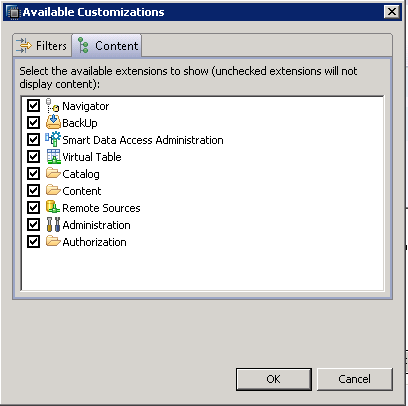 Available Customizations
Filters
Content
Select the available extensions to show (unchecked extensions will not
display content):
Navigator
BackUp
Smart Data Access Administration
Virtual Table
Catalog
Content
Remote Sources
Administration
Authorization
OK
Cancel